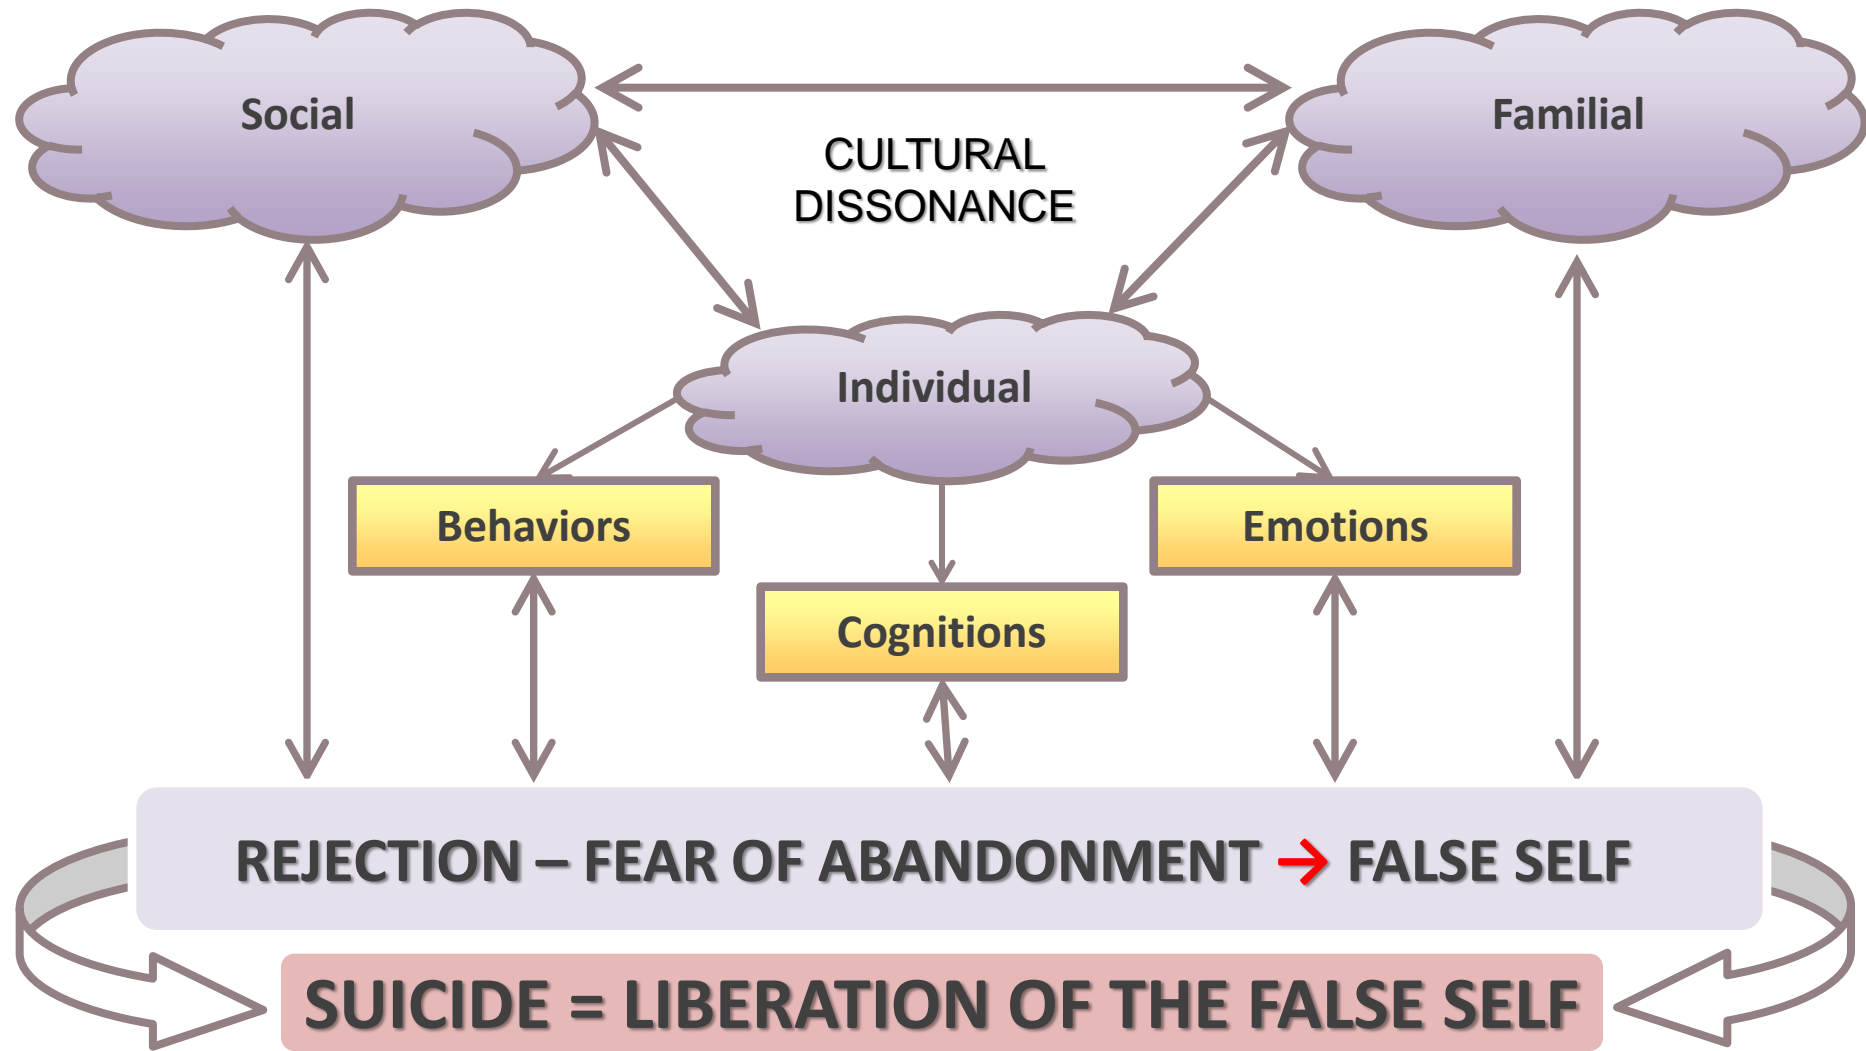 Social
Familial
CULTURAL
DISSONANCE
Individual
Behaviors
Emotions
Cognitions
REJECTION – FEAR OF ABANDONMENT → FALSE SELF
SUICIDE = LIBERATION OF THE FALSE SELF